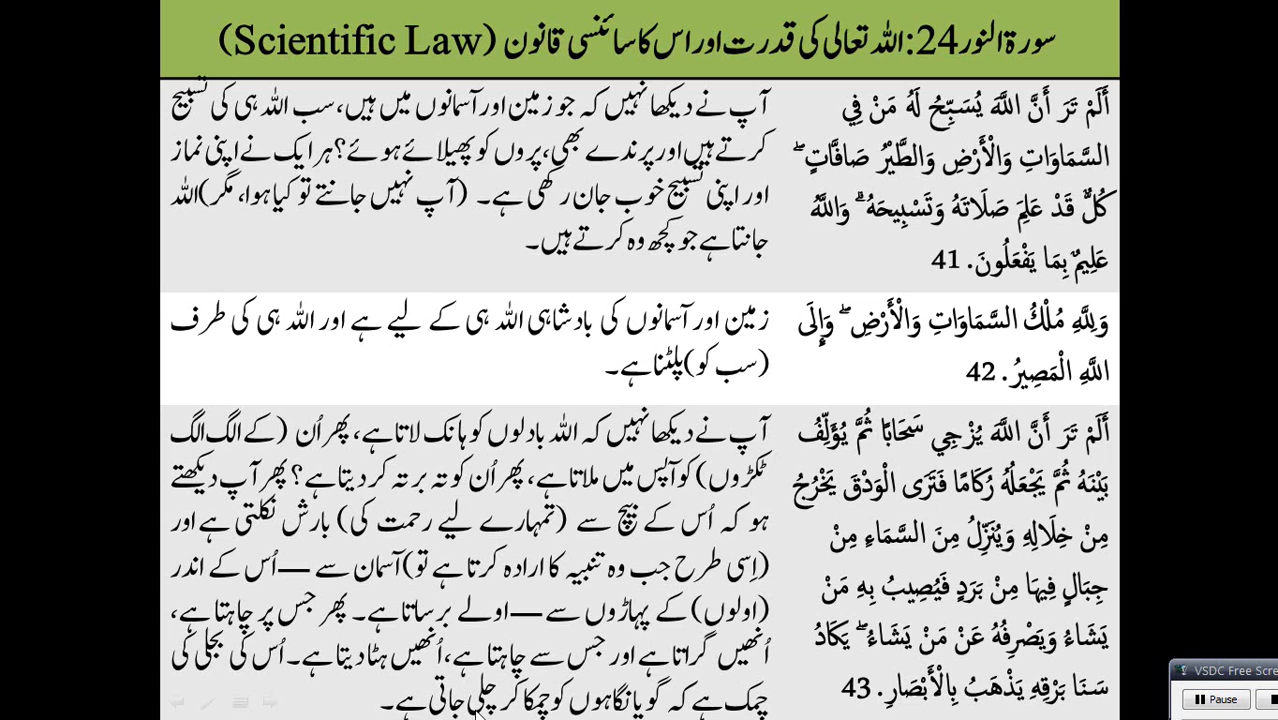 سورۃ النور24: اللہ تعالی کی قدرت اور اس کا سائنسی قانون (Scientific Law)
أَلَمْ تَرَ أَنَّ اللَّهَ يُسَبِّحُ لَهُ مَنْ فِي
السَّمَاوَاتِ وَالْأَرْضِ وَالطَّيْرُ صَافَّاتٍ ۖ
كُلٌّ قَدْ عَلِمَ صَلَاتَهُ وَتَسْبِيحَهُ ۗ وَاللَّهُ
عَلِيمٌ بِمَا يَفْعَلُونَ. 41
آپ نے دیکھا نہیں کہ جو زمین اور آسمانوں میں ہیں، سب اللہ ہی کی تسبیح
کرتے ہیں اور پرندے بھی، پروں کو پھیلائے ہوئے؟ ہر ایک نے اپنی نماز
اور اپنی تسبیح خوب جان رکھی ہے۔ (آپ نہیں جانتے تو کیا ہوا، مگر) اللہ
جانتا ہے جو کچھ وہ کرتے ہیں۔
وَلِلَّهِ مُلْكُ السَّمَاوَاتِ وَالْأَرْضِ ۖ وَإِلَى
اللَّهِ الْمَصِيرُ. 42
زمین اور آسمانوں کی بادشاہی اللہ ہی کے لیے ہے اور اللہ ہی کی طرف
(سب کو) پلٹنا ہے۔
أَلَمْ تَرَ أَنَّ اللَّهَ يُزْجِي سَحَابًا ثُمَّ يُؤَلِّفُ
بَيْنَهُ ثُمَّ يَجْعَلُهُ رُكَامًا فَتَرَى الْوَدْقَ يَخْرُجُ
مِنْ خِلَالِهِ وَيُنَزِّلُ مِنَ السَّمَاءِ مِنْ
جِبَالٍ فِيهَا مِنْ بَرَدٍ فَيُصِيبُ بِهِ مَنْ
يَشَاءُ وَيَصْرِفُهُ عَنْ مَنْ يَشَاءُ ۖ يَكَادُ
سَنَا بَرْقِهِ يَذْهَبُ بِالْأَبْصَارِ. 43
آپ نے دیکھا نہیں کہ اللہ بادلوں کو ہانک لاتا ہے، پھر اُن (کے الگ الگ
ٹکڑوں) کو آپس میں ملاتا ہے، پھر اُن کو تہ بر تہ کر دیتا ہے؟ پھر آپ دیکھتے
ہو کہ اُس کے بیچ سے (تمہارے لیے رحمت کی) بارش نکلتی ہے اور
(اِسی طرح جب وہ تنبیہ کا ارادہ کرتا ہے تو) آسمان سے —— اُس کے اندر
(اولوں) کے پہاڑوں سے —— اولے برساتا ہے۔ پھر جس پر چاہتا ہے،
اُنھیں گراتا ہے اور جس سے چاہتا ہے، اُنھیں ہٹا دیتا ہے۔ اُس کی بجلی کی
چمک ہے کہ گویا نگاہوں کو چمکا کر چلی جاتی ہے۔
VSDC Free Scre
Pause